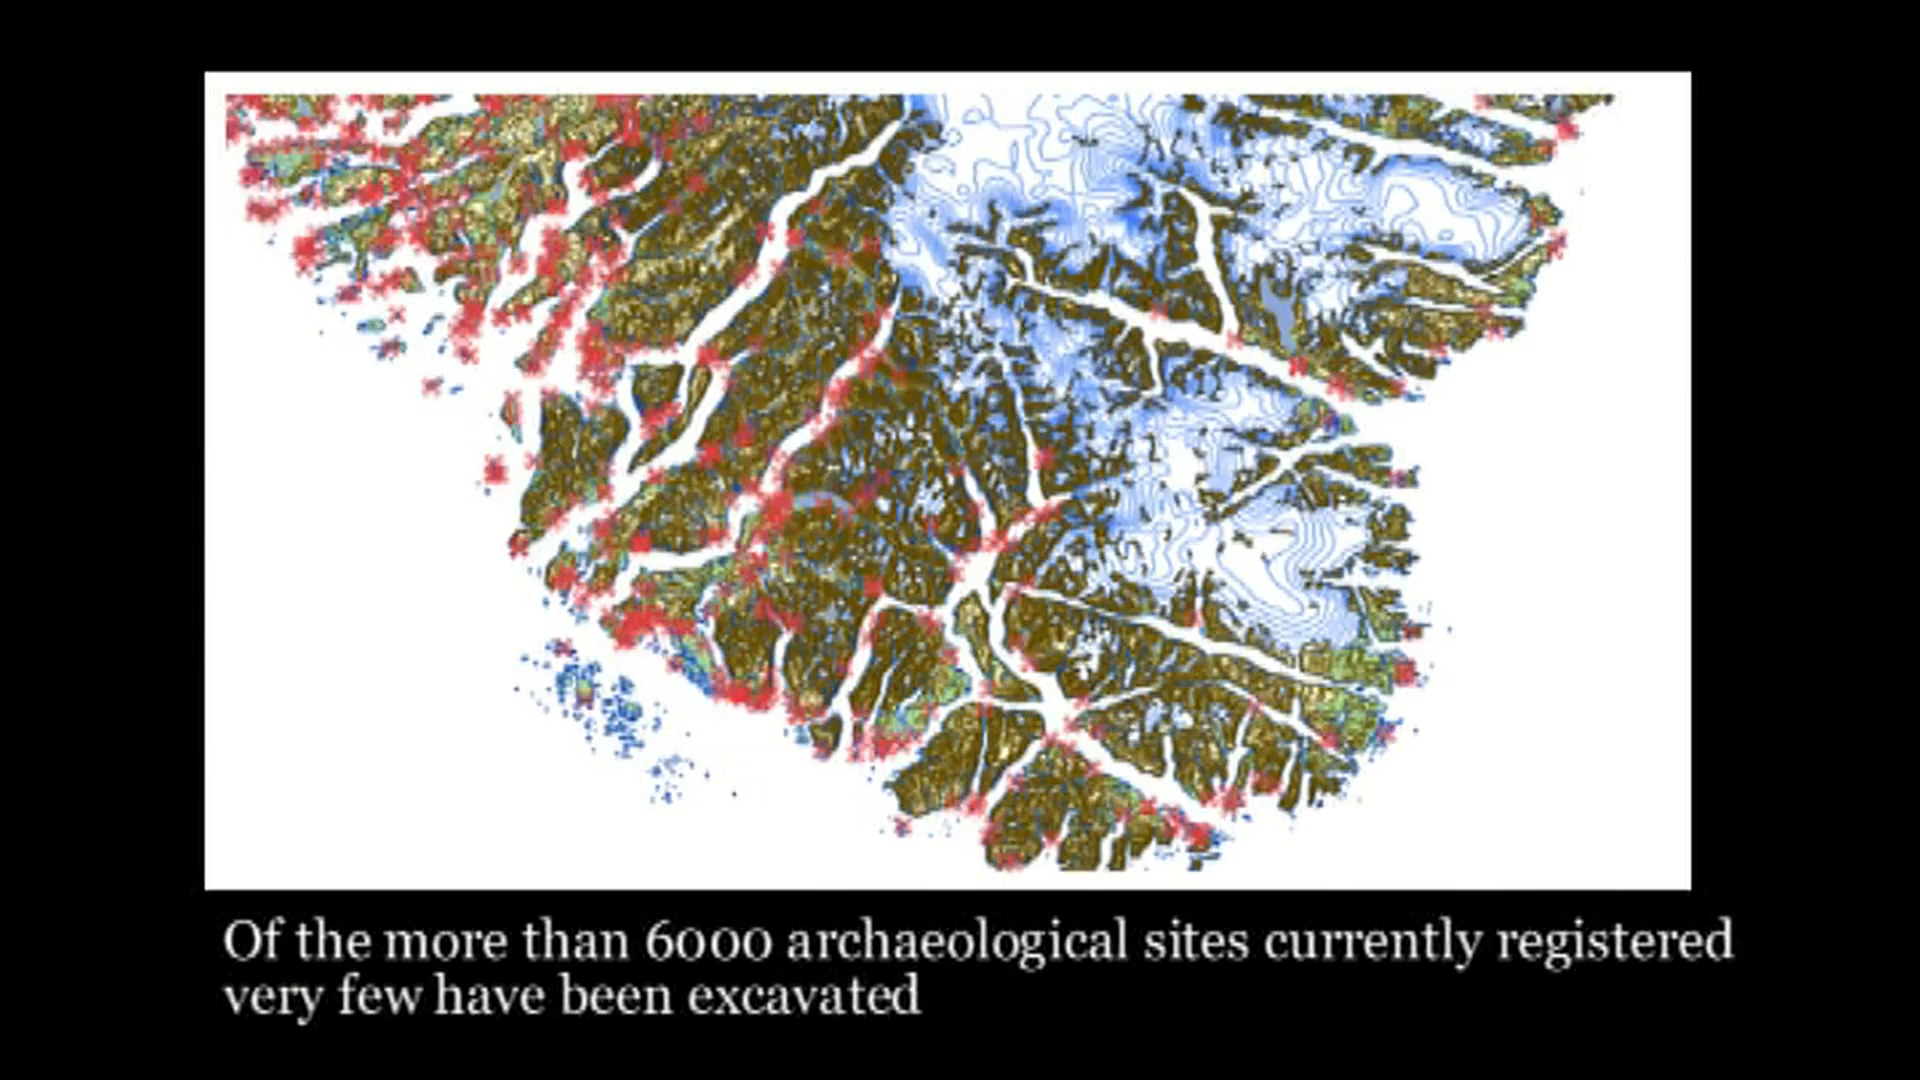 Of the more than 6000 archaeological sites currently registered
very few have been excavated